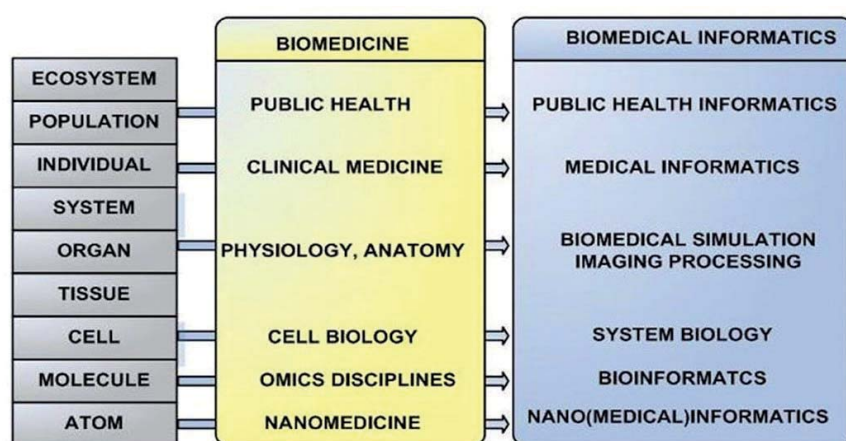 BIOMEDICINE
BIOMEDICAL INFORMATICS
ECOSYSTEM
POPULATION
PUBLIC HEALTH
PUBLIC HEALTH INFORMATICS
INDIVIDUAL
CLINICAL MEDICINE
MEDICAL INFORMATICS
SYSTEM
ORGAN
PHYSIOLOGY, ANATOMY
BIOMEDICAL SIMULATION
IMAGING PROCESSING
TISSUE
CELL
CELL BIOLOGY
SYSTEM BIOLOGY
MOLECULE
OMICS DISCIPLINES
BIOINFORMATCS
ATOM
NANOMEDICINE
NANO(MEDICAL)INFORMATICS